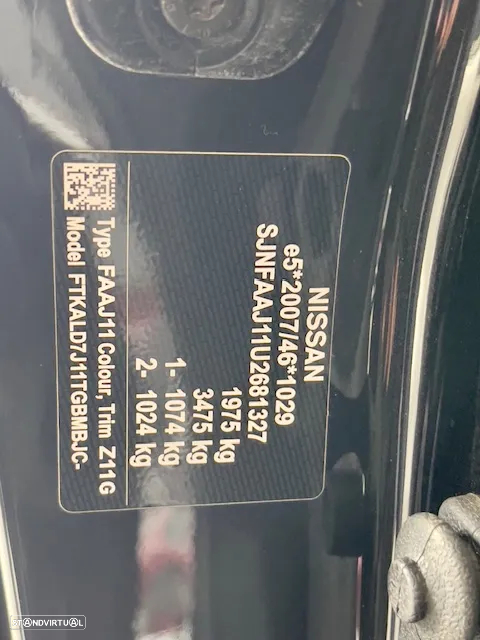 NISSAN
e5*2007/46*1029
SJNFAAJ11U2681327
1975 kg
3475 kg
1- 1074 kg
2- 1024 kg
Type FAAJ11 Colour, Trim Z11G
Model FTKALD7J11TGBMBJC-
STANDVIRTUAL